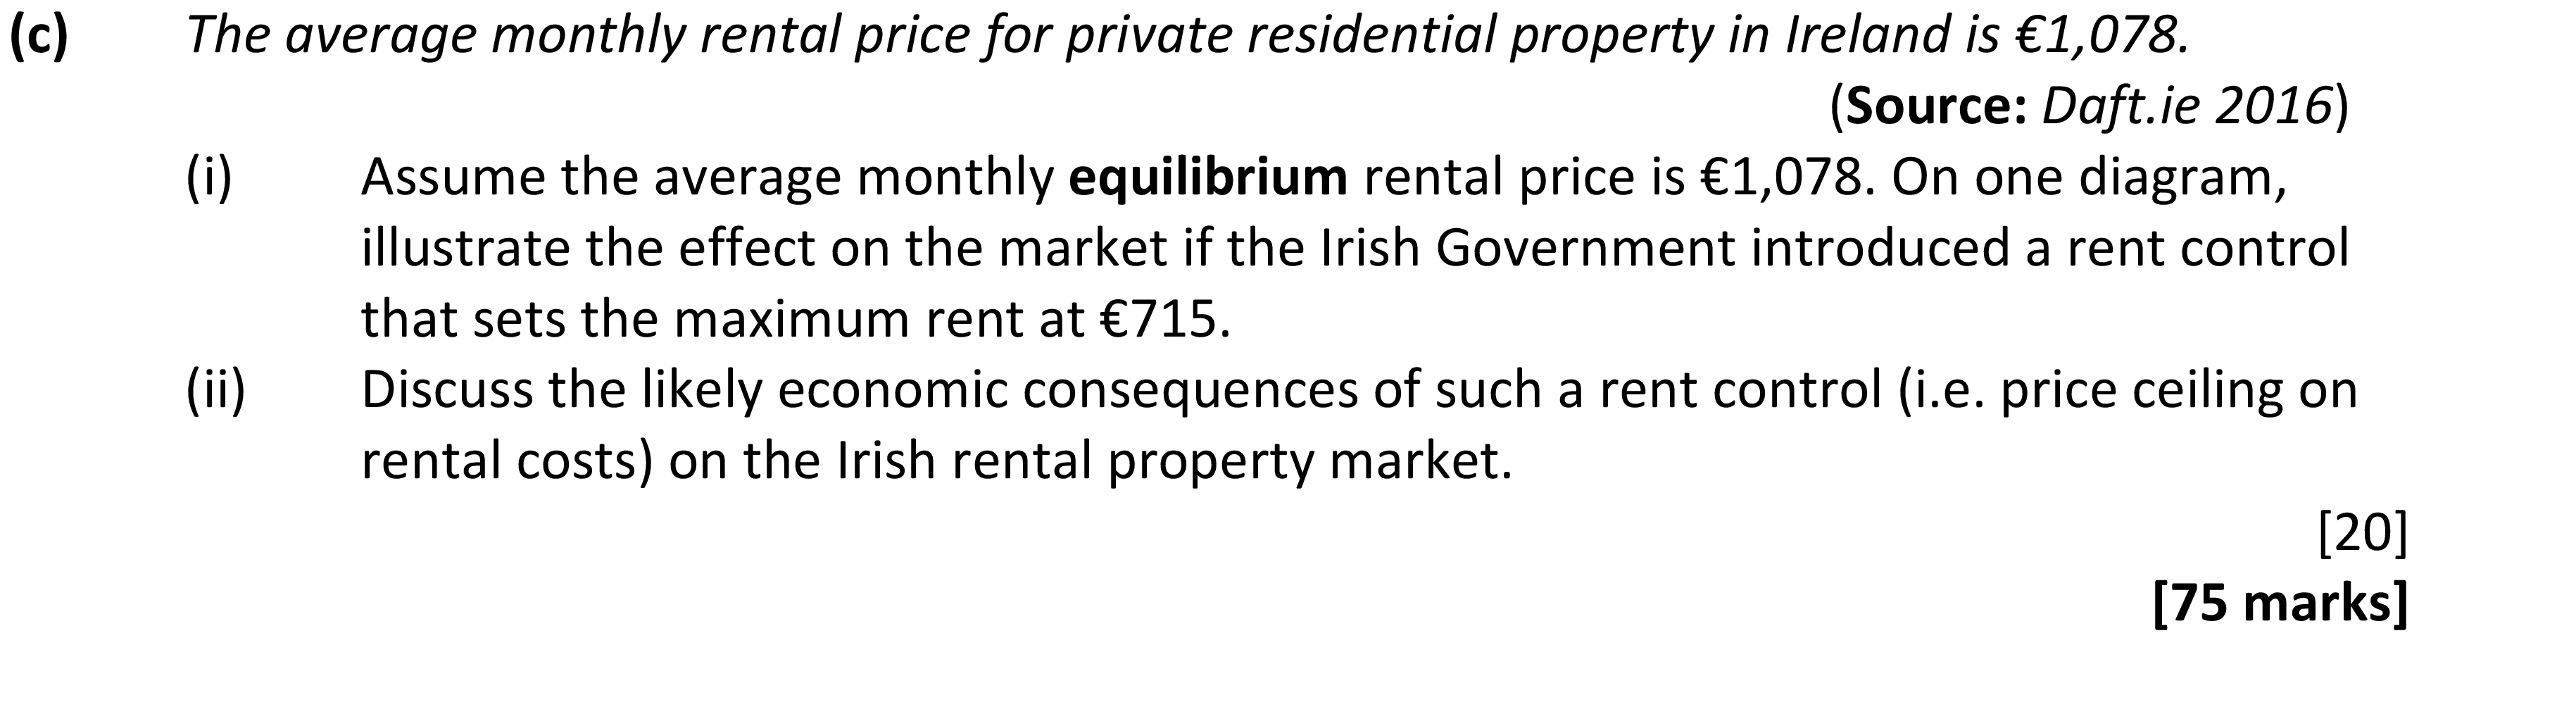 (c) The average monthly rental price for private residential property in Ireland is €1,078.
(Source: Daft.ie 2016)
(i) Assume the average monthly equilibrium rental price is €1,078. On one diagram,
illustrate the effect on the market if the Irish Government introduced a rent control
that sets the maximum rent at €715.
(ii) Discuss the likely economic consequences of such a rent control (i.e. price ceiling on
rental costs) on the Irish rental property market.
[20]
[75 marks]